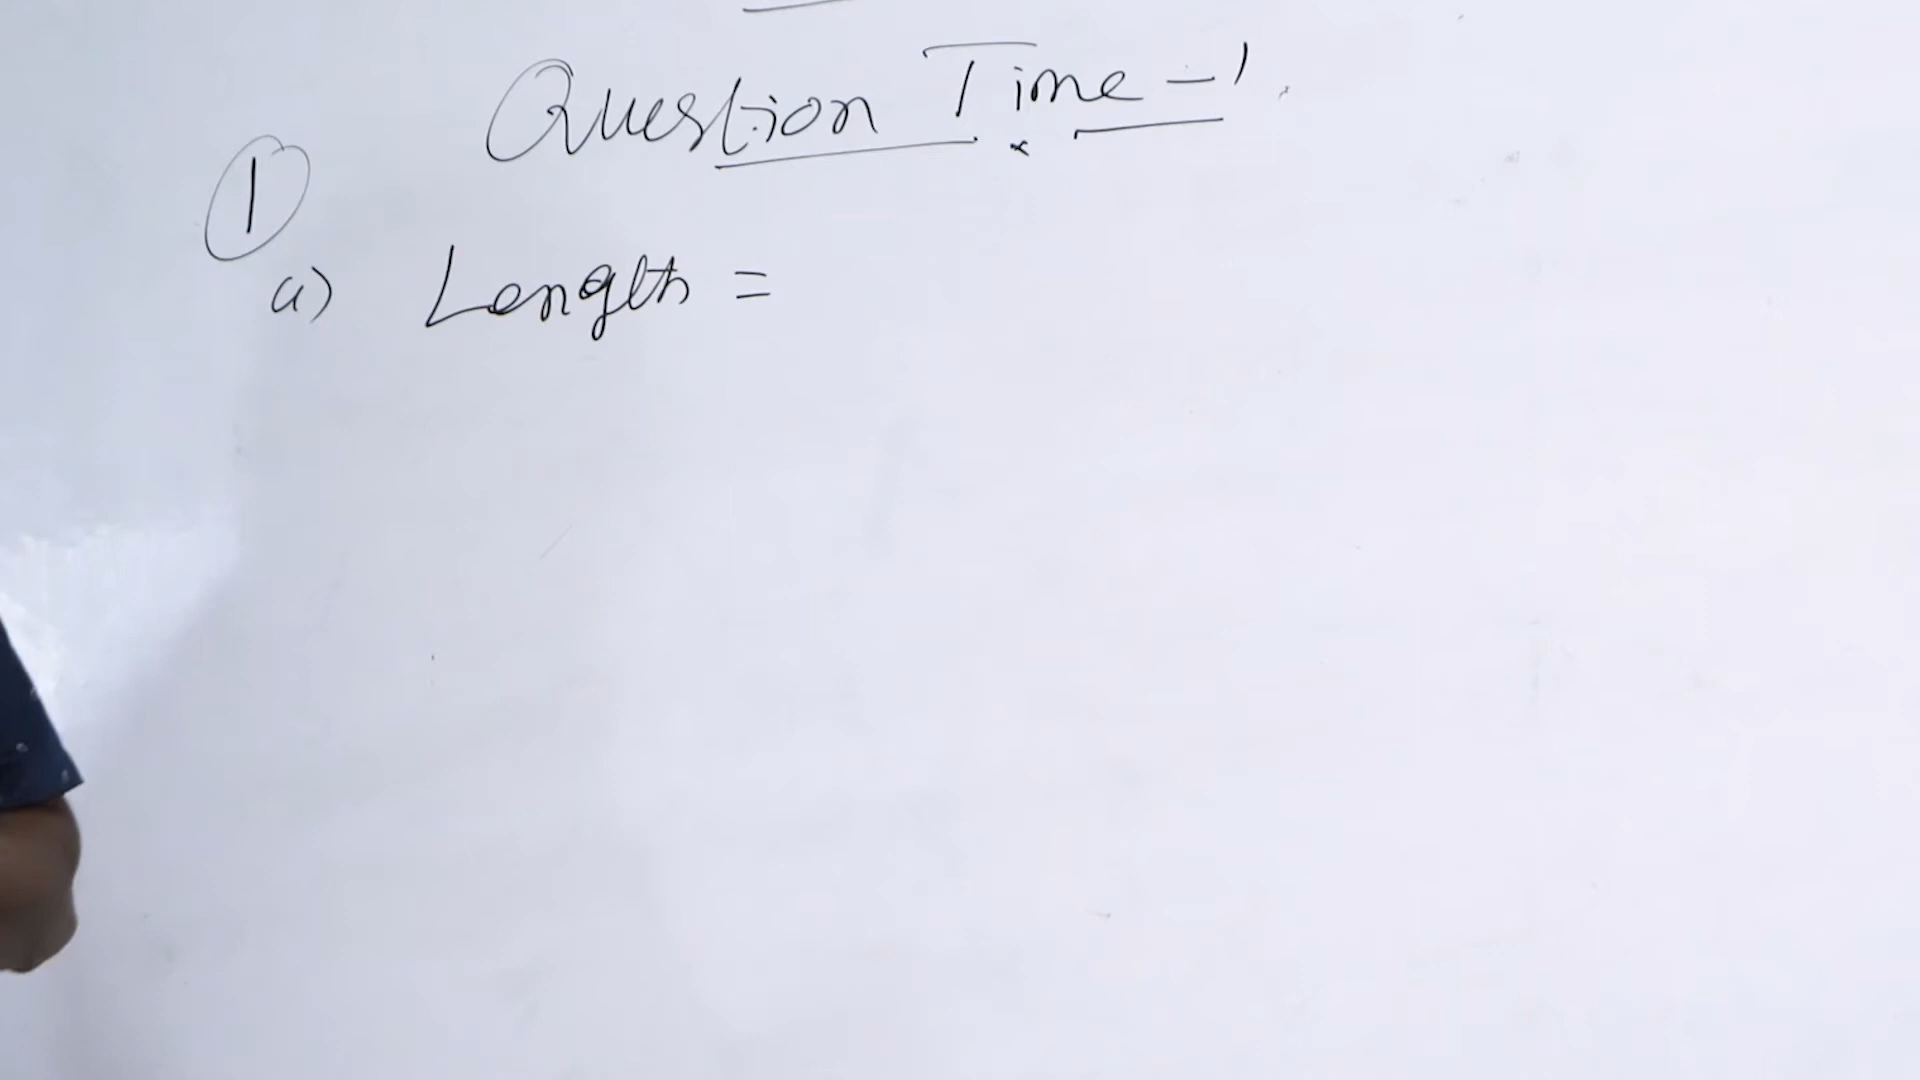 Question Time - 1
1
a) Length =